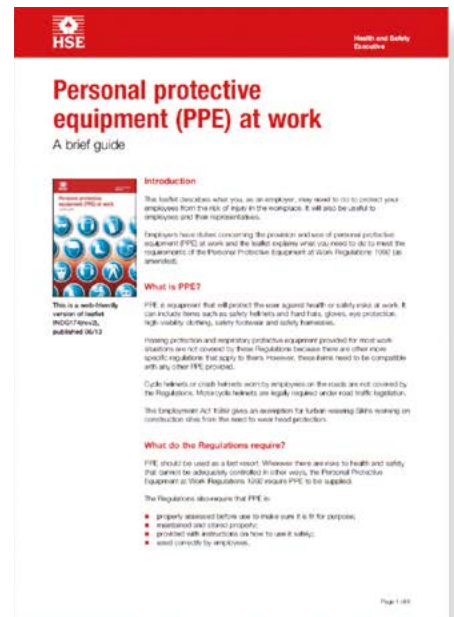 HSE
Health and Safety
Executive
Personal protective
equipment (PPE) at work
A brief guide
Personal protective
equipment (PPE) at work
This is a web-friendly
version of leaflet
INDG174(rev2),
published 06/13
Introduction
This leaflet describes what you, as an employer, may need to do to protect your
employees from the risk of injury in the workplace. It will also be useful to
employees and their representatives.
Employers have duties concerning the provision and use of personal protective
equipment (PPE) at work and the leaflet explains what you need to do to meet the
requirements of the Personal Protective Equipment at Work Regulations 1992 (as
amended).
What is PPE?
PPE is equipment that will protect the user against health or safety risks at work. It
can include items such as safety helmets and hard hats, gloves, eye protection,
high-visibility clothing, safety footwear and safety harnesses.
Hearing protection and respiratory protective equipment provided for most work
situations are not covered by these Regulations because there are other more
specific regulations that apply to them. However, these items need to be compatible
with any other PPE provided.
Cycle helmets or crash helmets worn by employees on the roads are not covered by
the Regulations. Motorcycle helmets are legally required under road traffic legislation.
The Employment Act 1989 gives an exemption for turban-wearing Sikhs working on
construction sites from the need to wear head protection.
What do the Regulations require?
PPE should be used as a last resort. Wherever there are risks to health and safety
that cannot be adequately controlled in other ways, the Personal Protective
Equipment at Work Regulations 1992 require PPE to be supplied.
The Regulations also require that PPE is:
■ properly assessed before use to make sure it is fit for purpose;
■ maintained and stored properly;
■ provided with instructions on how to use it safely;
■ used correctly by employees.